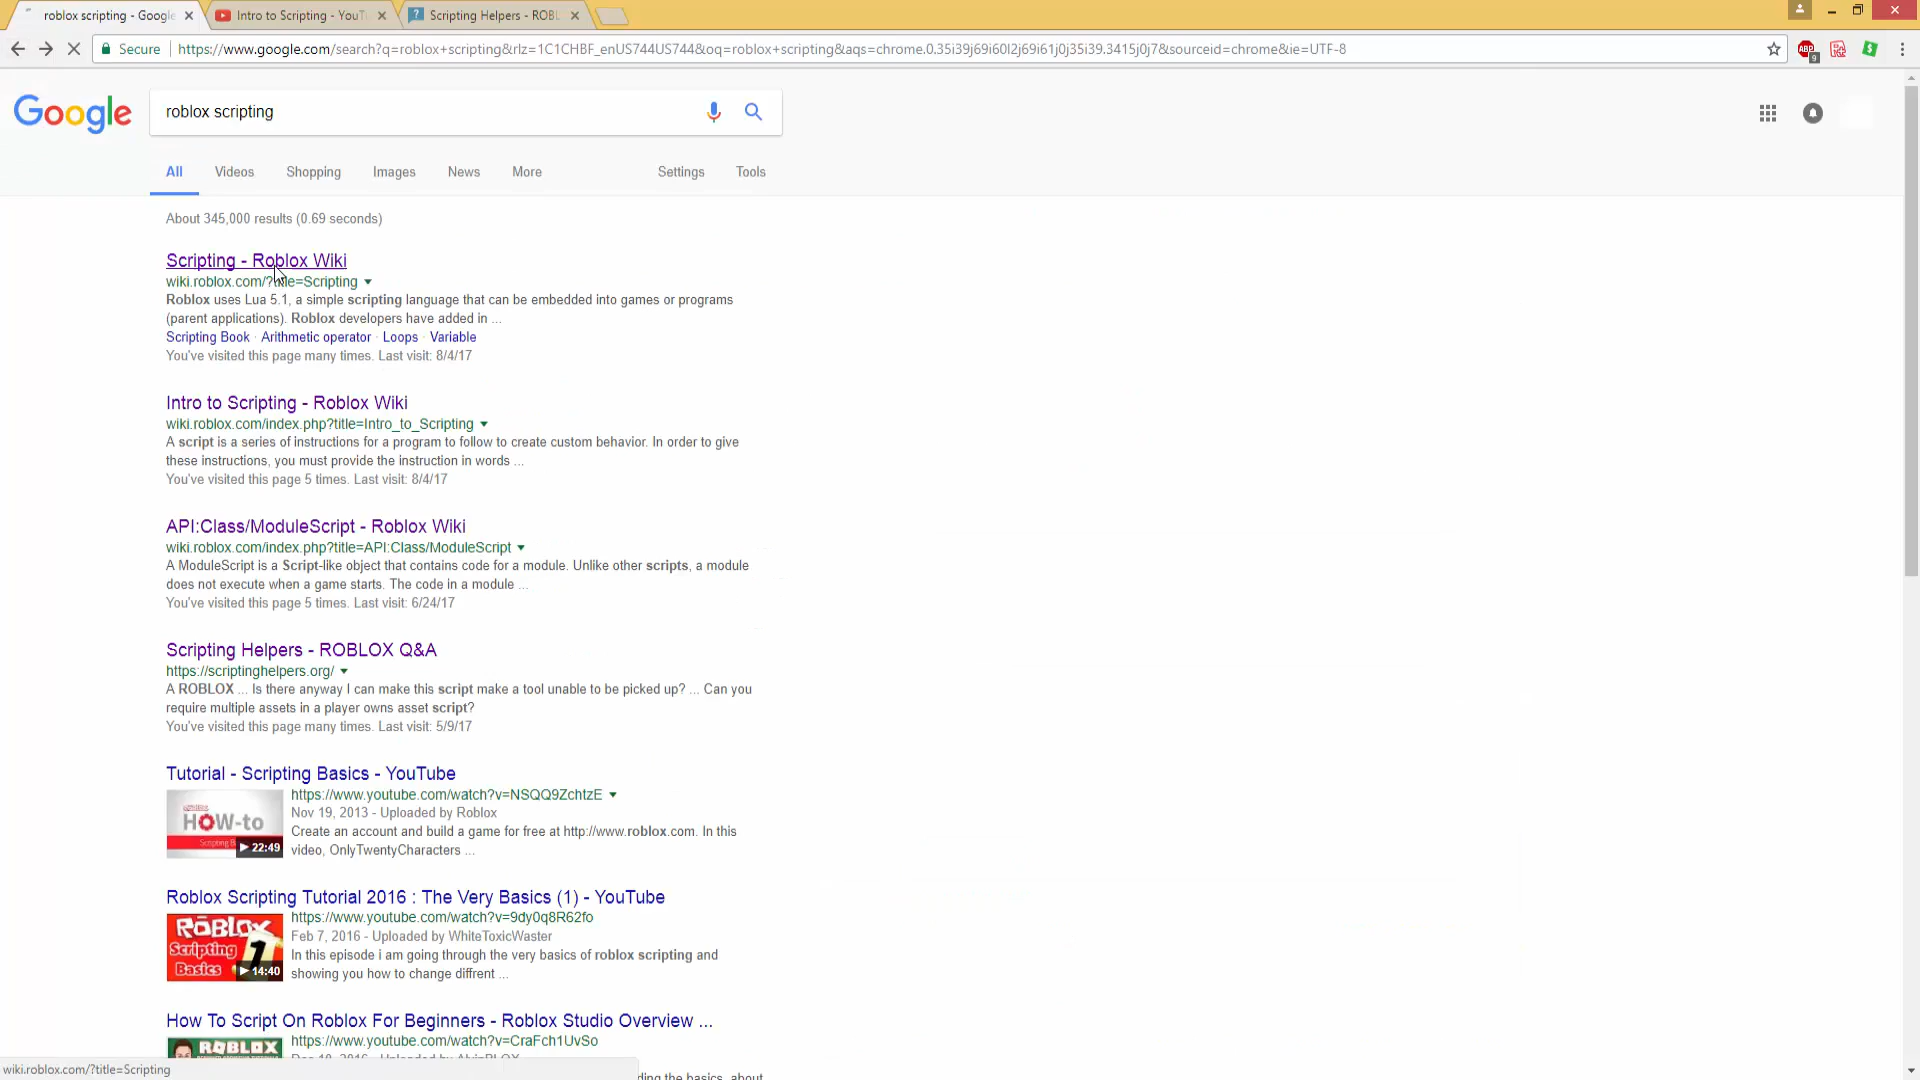 roblox scripting - Google
Intro to Scripting - YouT
Scripting Helpers - ROBL
Secure
https://www.google.com/search?q=roblox+scripting&rlz=1C1CHBF_enUS744US744&oq=roblox+scripting&aqs=chrome.0.35i39j69i60l2j69i61j0j35i39.3415j0j7&sourceid=chrome&ie=UTF-8
ABP
9
Google
roblox scripting
All
Videos
Shopping
Images
News
More
Settings
Tools
About 345,000 results (0.69 seconds)
Scripting - Roblox Wiki
wiki.roblox.com/?title=Scripting
Roblox uses Lua 5.1, a simple scripting language that can be embedded into games or programs
(parent applications). Roblox developers have added in ...
Scripting Book · Arithmetic operator · Loops · Variable
You've visited this page many times. Last visit: 8/4/17
Intro to Scripting - Roblox Wiki
wiki.roblox.com/index.php?title=Intro_to_Scripting
A script is a series of instructions for a program to follow to create custom behavior. In order to give
these instructions, you must provide the instruction in words ...
You've visited this page 5 times. Last visit: 8/4/17
API:Class/ModuleScript - Roblox Wiki
wiki.roblox.com/index.php?title=API:Class/ModuleScript
A ModuleScript is a Script-like object that contains code for a module. Unlike other scripts, a module
does not execute when a game starts. The code in a module ...
You've visited this page 5 times. Last visit: 6/24/17
Scripting Helpers - ROBLOX Q&A
https://scriptinghelpers.org/
A ROBLOX ... Is there anyway I can make this script make a tool unable to be picked up? ... Can you
require multiple assets in a player owns asset script?
You've visited this page many times. Last visit: 5/9/17
Tutorial - Scripting Basics - YouTube
HOW-to
22:49
https://www.youtube.com/watch?v=NSQQ9ZchtzE
Nov 19, 2013 - Uploaded by Roblox
Create an account and build a game for free at http://www.roblox.com. In this
video, OnlyTwentyCharacters ...
Roblox Scripting Tutorial 2016 : The Very Basics (1) - YouTube
ROBLOX
Scripting
Basics
1
14:40
https://www.youtube.com/watch?v=9dy0q8R62fo
Feb 7, 2016 - Uploaded by WhiteToxicWaster
In this episode i am going through the very basics of roblox scripting and
showing you how to change diffrent ...
How To Script On Roblox For Beginners - Roblox Studio Overview ...
ROBLOX
https://www.youtube.com/watch?v=CraFch1UvSo
wiki.roblox.com/?title=Scripting
the basics, about